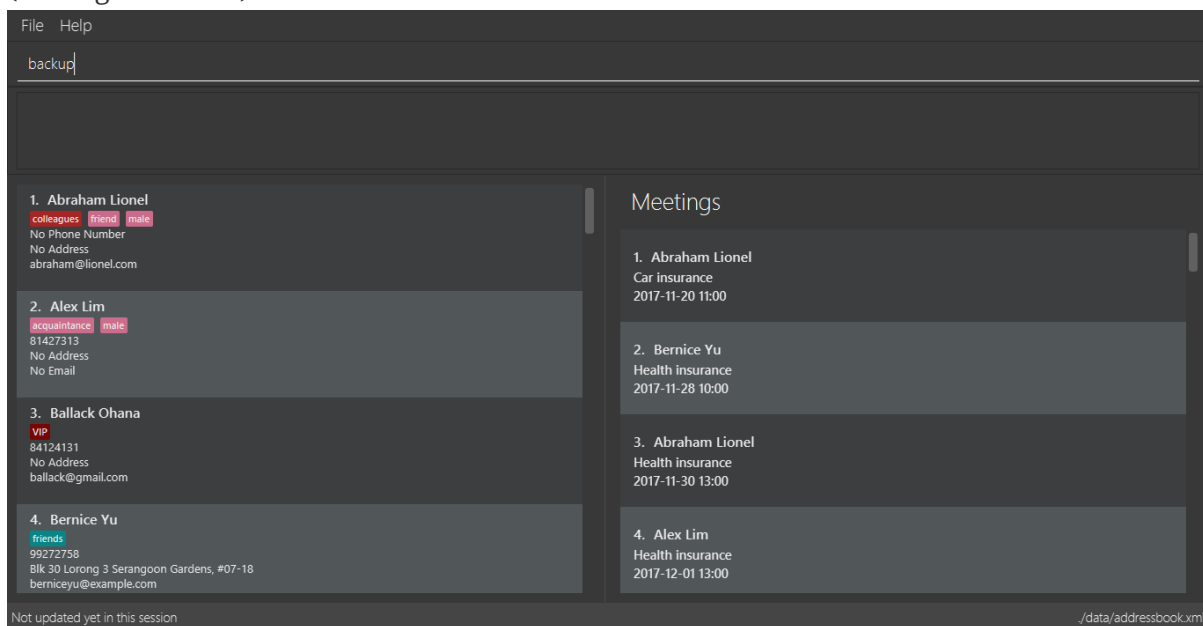 File Help
backup
1. Abraham Lionel
colleagues friend male
No Phone Number
No Address
abraham@lionel.com
2. Alex Lim
acquaintance male
81427313
No Address
No Email
3. Ballack Ohana
VIP
84124131
No Address
ballack@gmail.com
4. Bernice Yu
friends
99272758
Blk 30 Lorong 3 Serangoon Gardens, #07-18
berniceyu@example.com
Meetings
1. Abraham Lionel
Car insurance
2017-11-20 11:00
2. Bernice Yu
Health insurance
2017-11-28 10:00
3. Abraham Lionel
Health insurance
2017-11-30 13:00
4. Alex Lim
Health insurance
2017-12-01 13:00
Not updated yet in this session
./data/addressbook.xm